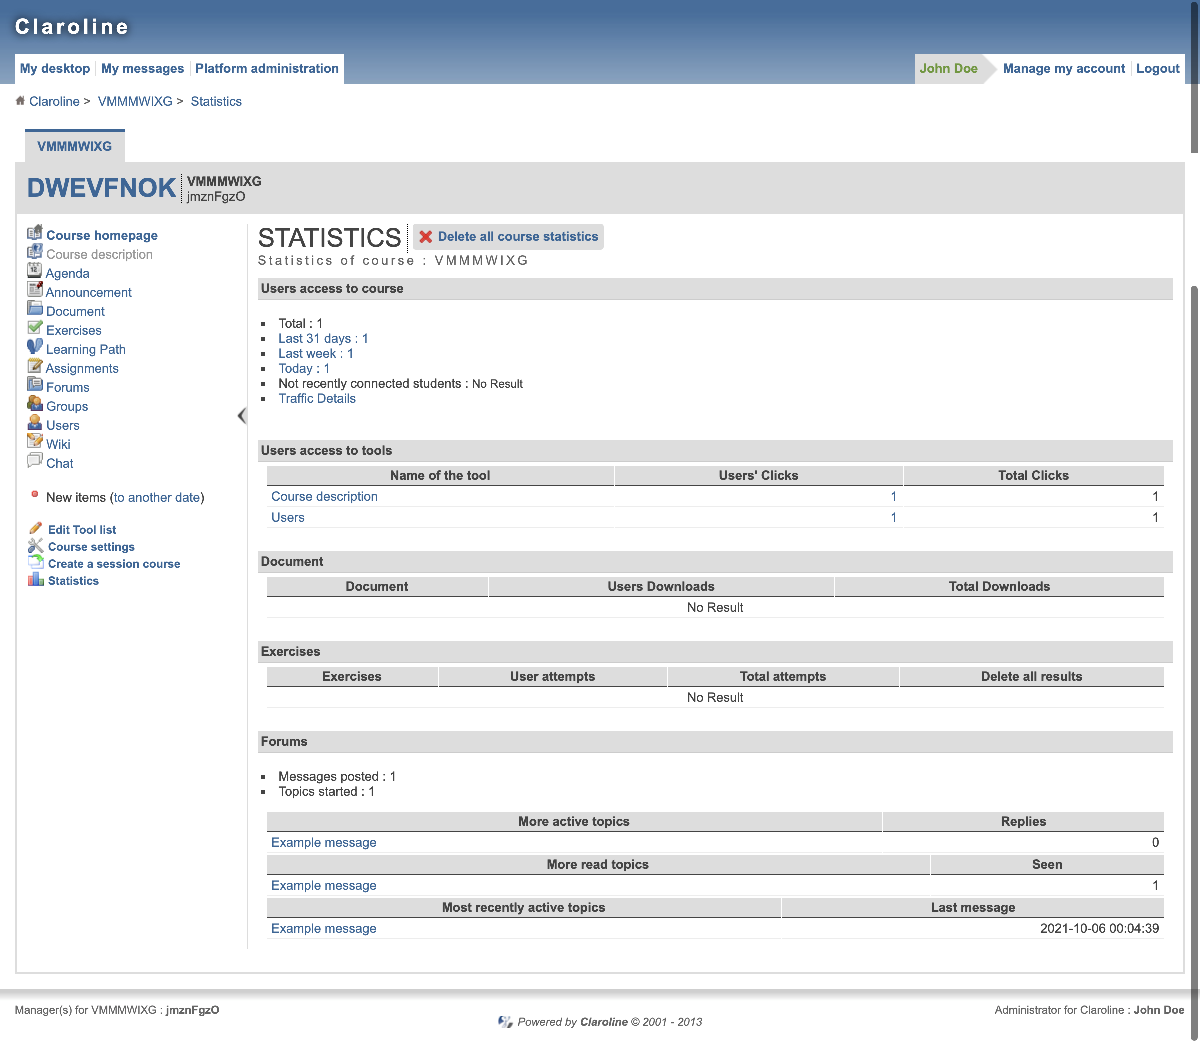 Claroline
My desktop My messages Platform administration John Doe Manage my account Logout
Claroline > VMMMWIXG > Statistics
VMMMWIXG
DWEVFNOK VMMMWIXG
jmznFgzO
Course homepage
Course description
Agenda
Announcement
Document
Exercises
Learning Path
Assignments
Forums
Groups
Users
Wiki
Chat
New items (to another date)
Edit Tool list
Course settings
Create a session course
Statistics
STATISTICS Delete all course statistics
Statistics of course : VMMMWIXG
Users access to course
Total : 1
Last 31 days : 1
Last week : 1
Today : 1
Not recently connected students : No Result
Traffic Details
Users access to tools
Name of the tool Users' Clicks Total Clicks
Course description 1 1
Users 1 1
Document
Document Users Downloads Total Downloads
No Result
Exercises
Exercises User attempts Total attempts Delete all results
No Result
Forums
Messages posted : 1
Topics started : 1
More active topics Replies
Example message 0
More read topics Seen
Example message 1
Most recently active topics Last message
Example message 2021-10-06 00:04:39
Manager(s) for VMMMWIXG : jmznFgzO
Powered by Claroline © 2001 - 2013
Administrator for Claroline : John Doe